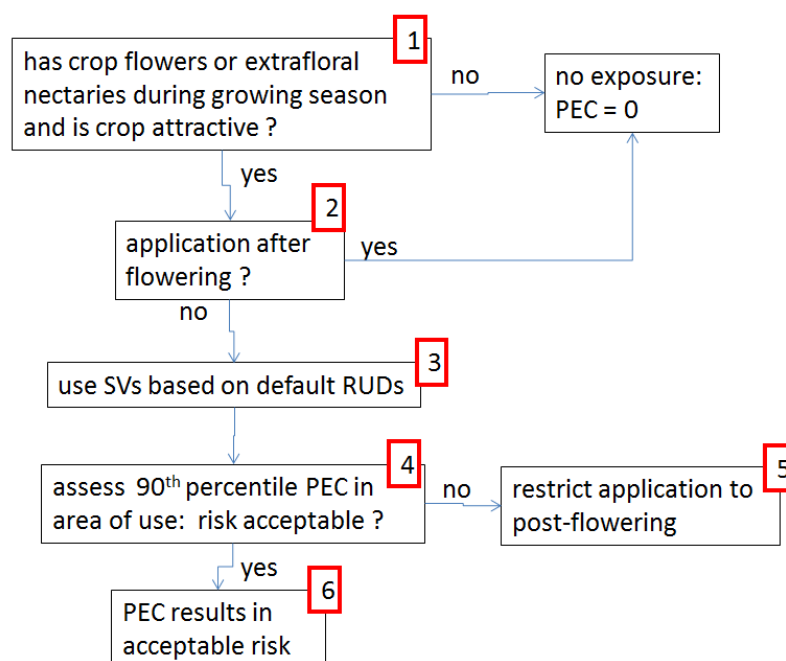 1
has crop flowers or extrafloral
nectaries during growing season
and is crop attractive ?
no
no exposure:
PEC = 0
yes
2
application after
flowering ?
yes
no
3
use SVs based on default RUDs
4
assess 90th percentile PEC in
area of use: risk acceptable ?
no
5
restrict application to
post-flowering
yes
6
PEC results in
acceptable risk